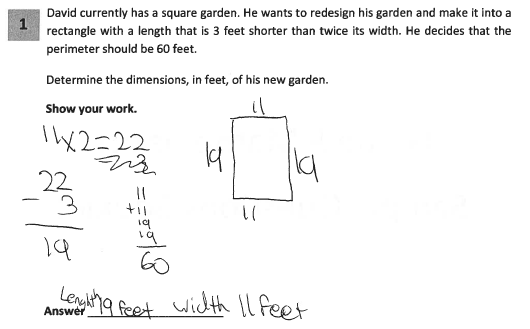 1
David currently has a square garden. He wants to redesign his garden and make it into a
rectangle with a length that is 3 feet shorter than twice its width. He decides that the
perimeter should be 60 feet.
Determine the dimensions, in feet, of his new garden.
Show your work.
11
11x2=22
19
19
22
- 3
19
11
+11
19
19
60
11
Length 19 feet width 11 feet
Answer